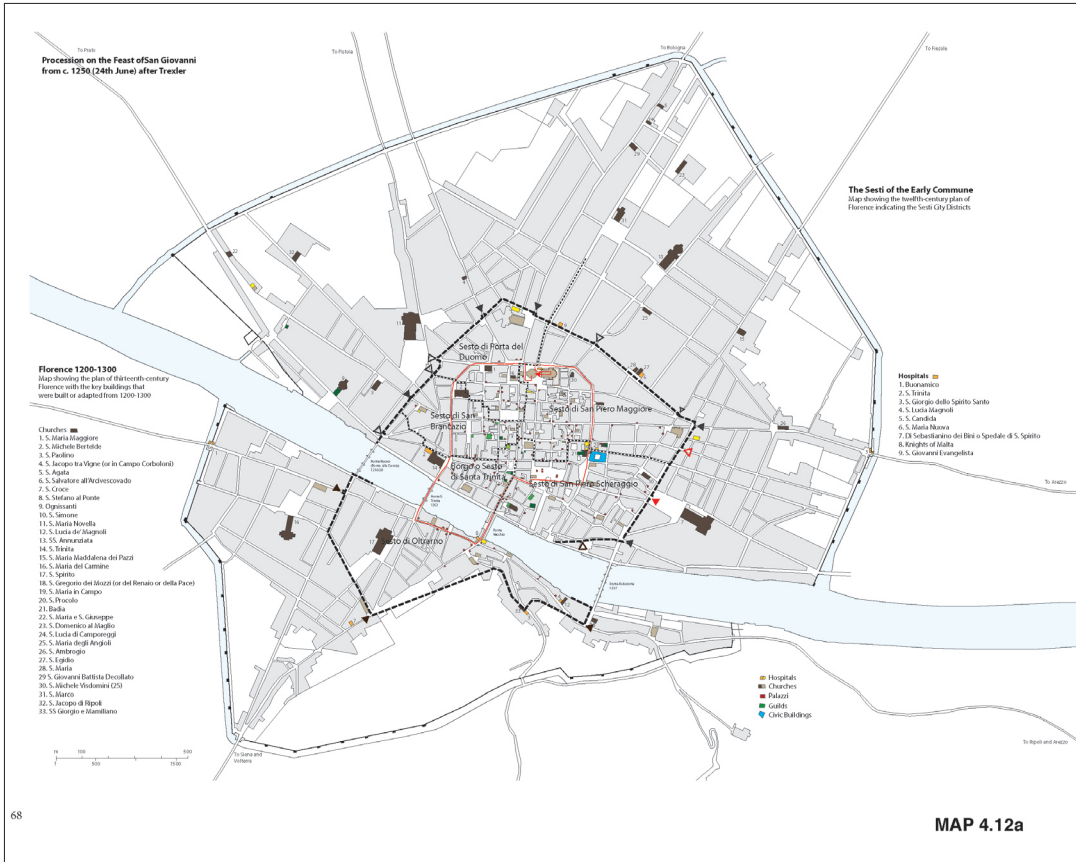 To Prato
To Pistoia
To Bologna
To Fiesole
Procession on the Feast ofSan Giovanni
from c. 1250 (24th June) after Trexler
The Sesti of the Early Commune
Map showing the twelfth-century plan of
Florence indicating the Sesti City Districts
Sesto di Porta del
Duomo
Sesto di San Piero Maggiore
Sesto di San
Brancazio
Borgo o Sesto
di Santa Trinita
Sesto di San Piero Scheraggio
Sesto di Oltrarno
Ponte
Vecchio
Florence 1200-1300
Map showing the plan of thirteenth-century
Florence with the key buildings that
were built or adapted from 1200-1300
Churches
1. S. Maria Maggiore
2. S. Michele Bertelde
3. S. Paolino
4. S. Jacopo tra Vigne (or in Campo Corboloni)
5. S. Agata
6. S. Salvatore all'Arcivescovado
7. S. Croce
8. S. Stefano al Ponte
9. Ognissanti
10. S. Simone
11. S. Maria Novella
12. S. Lucia de' Magnoli
13. SS. Annunziata
14. S. Trinita
15. S. Maria Maddalena dei Pazzi
16. S. Maria del Carmine
17. S. Spirito
18. S. Gregorio dei Mozzi (or del Renaio or della Pace)
19. S. Maria in Campo
20. S. Procolo
21. Badia
22. S. Maria e S. Giuseppe
23. S. Domenico al Maglio
24. S. Lucia di Camporeggi
25. S. Maria degli Angioli
26. S. Ambrogio
27. S. Egidio
28. S. Maria
29 S. Giovanni Battista Decollato
30. S. Michele Visdomini (25)
31. S. Marco
32. S. Jacopo di Ripoli
33. SS Giorgio e Mamiliano
Hospitals
1. Buonamico
2. S. Trinita
3. S. Giorgio dello Spirito Santo
4. S. Lucia Magnoli
5. S. Candida
6. S. Maria Nuova
7. Di Sebastianino dei Bini o Spedale di S. Spirito
8. Knights of Malta
9. S. Giovanni Evangelista
To Arezzo
Hospitals
Churches
Palazzi
Guilds
Civic Buildings
To Ripoli and Arezzo
To Siena and
Volterra
m 100 500
f 500 1500
68
MAP 4.12a